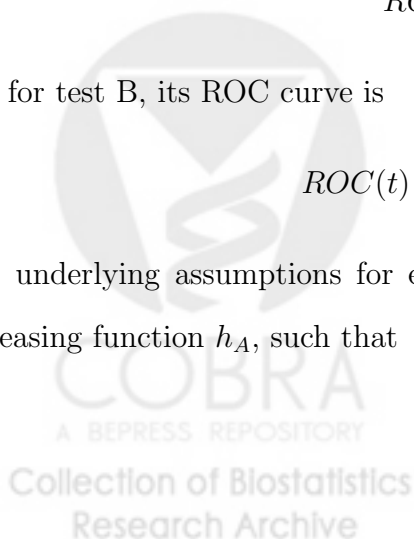 RO
for test B, its ROC curve is
ROC(t)
underlying assumptions for e
easing function h_A, such that
COBRA
A BEPRESS REPOSITORY
Collection of Biostatistics
Research Archive